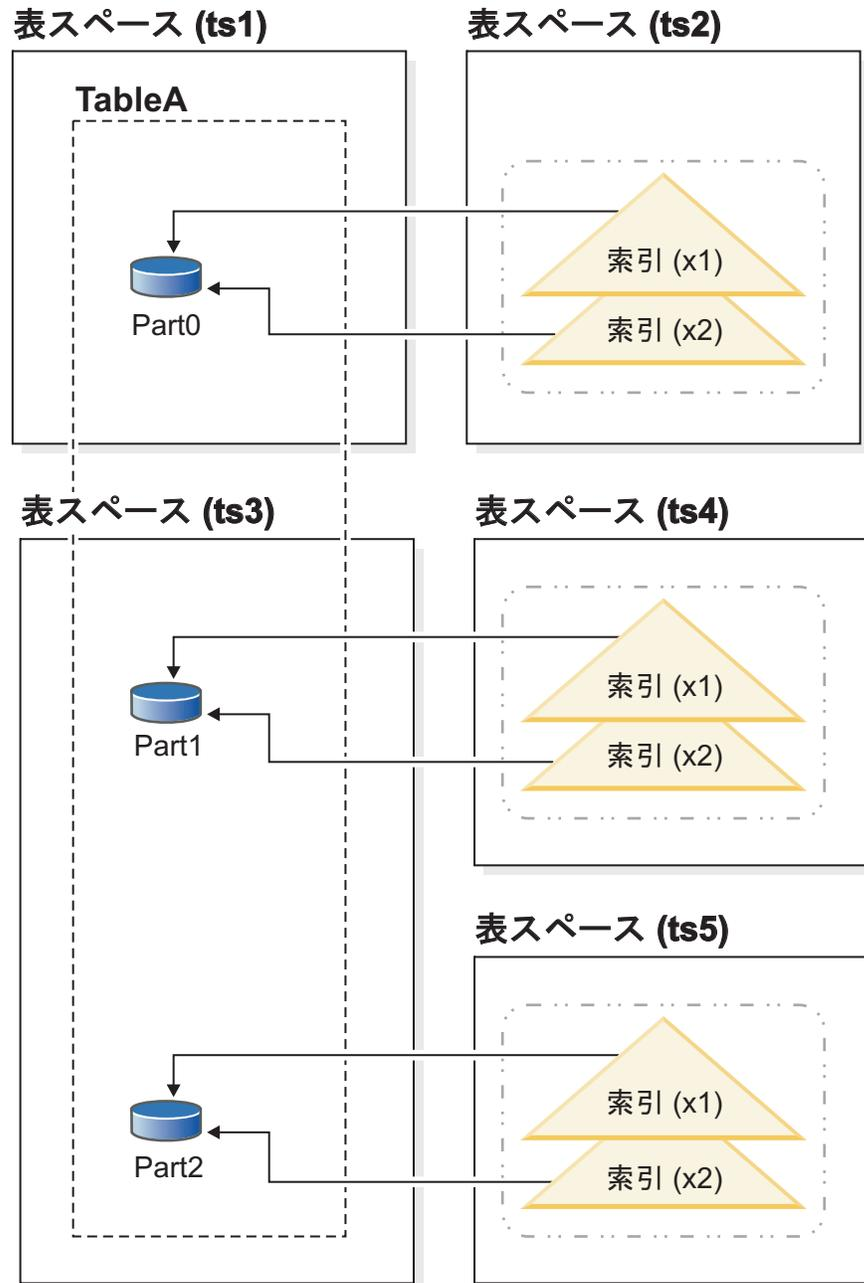 表スペース (ts1)
表スペース (ts2)
TableA
索引 (x1)
Part0
索引 (x2)
表スペース (ts3)
表スペース (ts4)
索引 (x1)
Part1
索引 (x2)
表スペース (ts5)
索引 (x1)
Part2
索引 (x2)